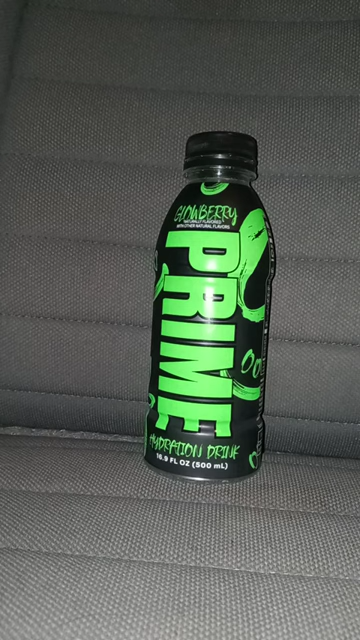 GLOWBERRY
NATURALLY FLAVORED
WITH OTHER NATURAL FLAVORS
PRIME
HYDRATION DRINK
16.9 FL OZ (500 mL)